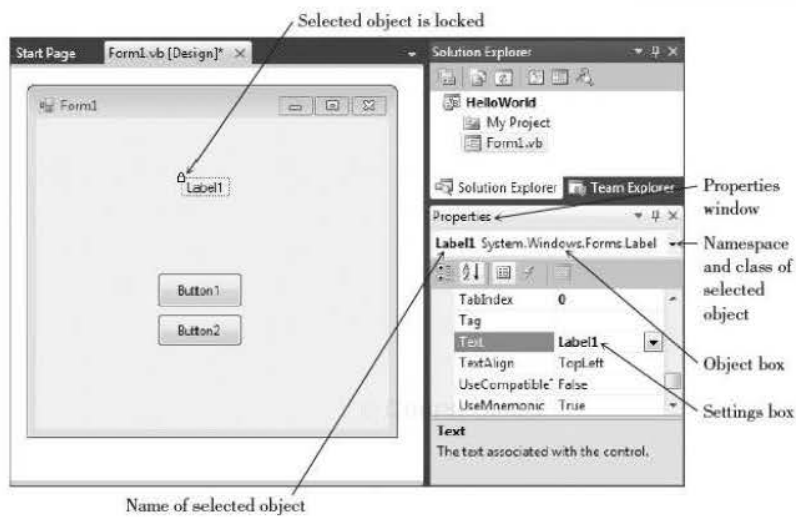 Selected object is locked
Start Page Form1.vb [Design]*
Solution Explorer
Form1
HelloWorld
My Project
Form1.vb
Label1
Solution Explorer Team Explorer
Properties
window
Properties
Label1 System.Windows.Forms.Label
Namespace
and class of
selected
object
Button1
Button2
TabIndex 0
Tag
Text Label1
TextAlign TopLeft
UseCompatibleT False
UseMnemonic True
Object box
Settings box
Text
The text associated with the control.
Name of selected object